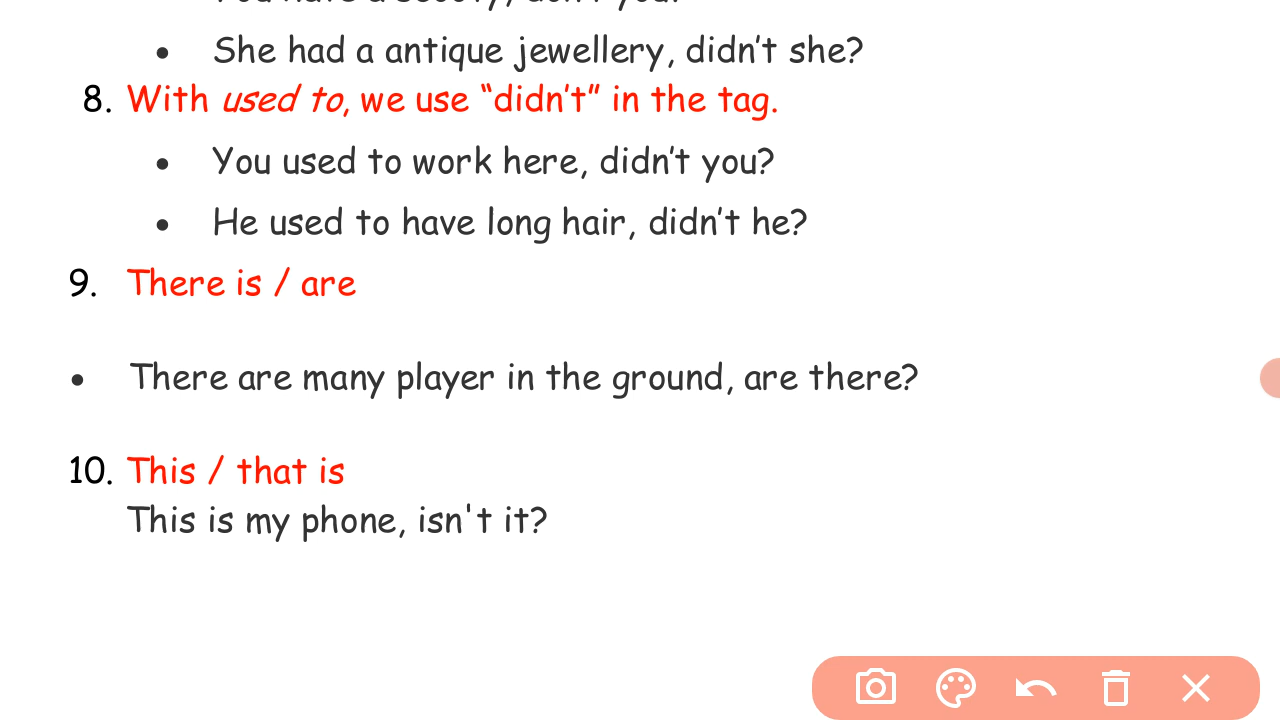 • She had a antique jewellery, didn’t she?
8. With used to, we use “didn’t” in the tag.
• You used to work here, didn’t you?
• He used to have long hair, didn’t he?
9. There is / are
• There are many player in the ground, are there?
10. This / that is
This is my phone, isn't it?